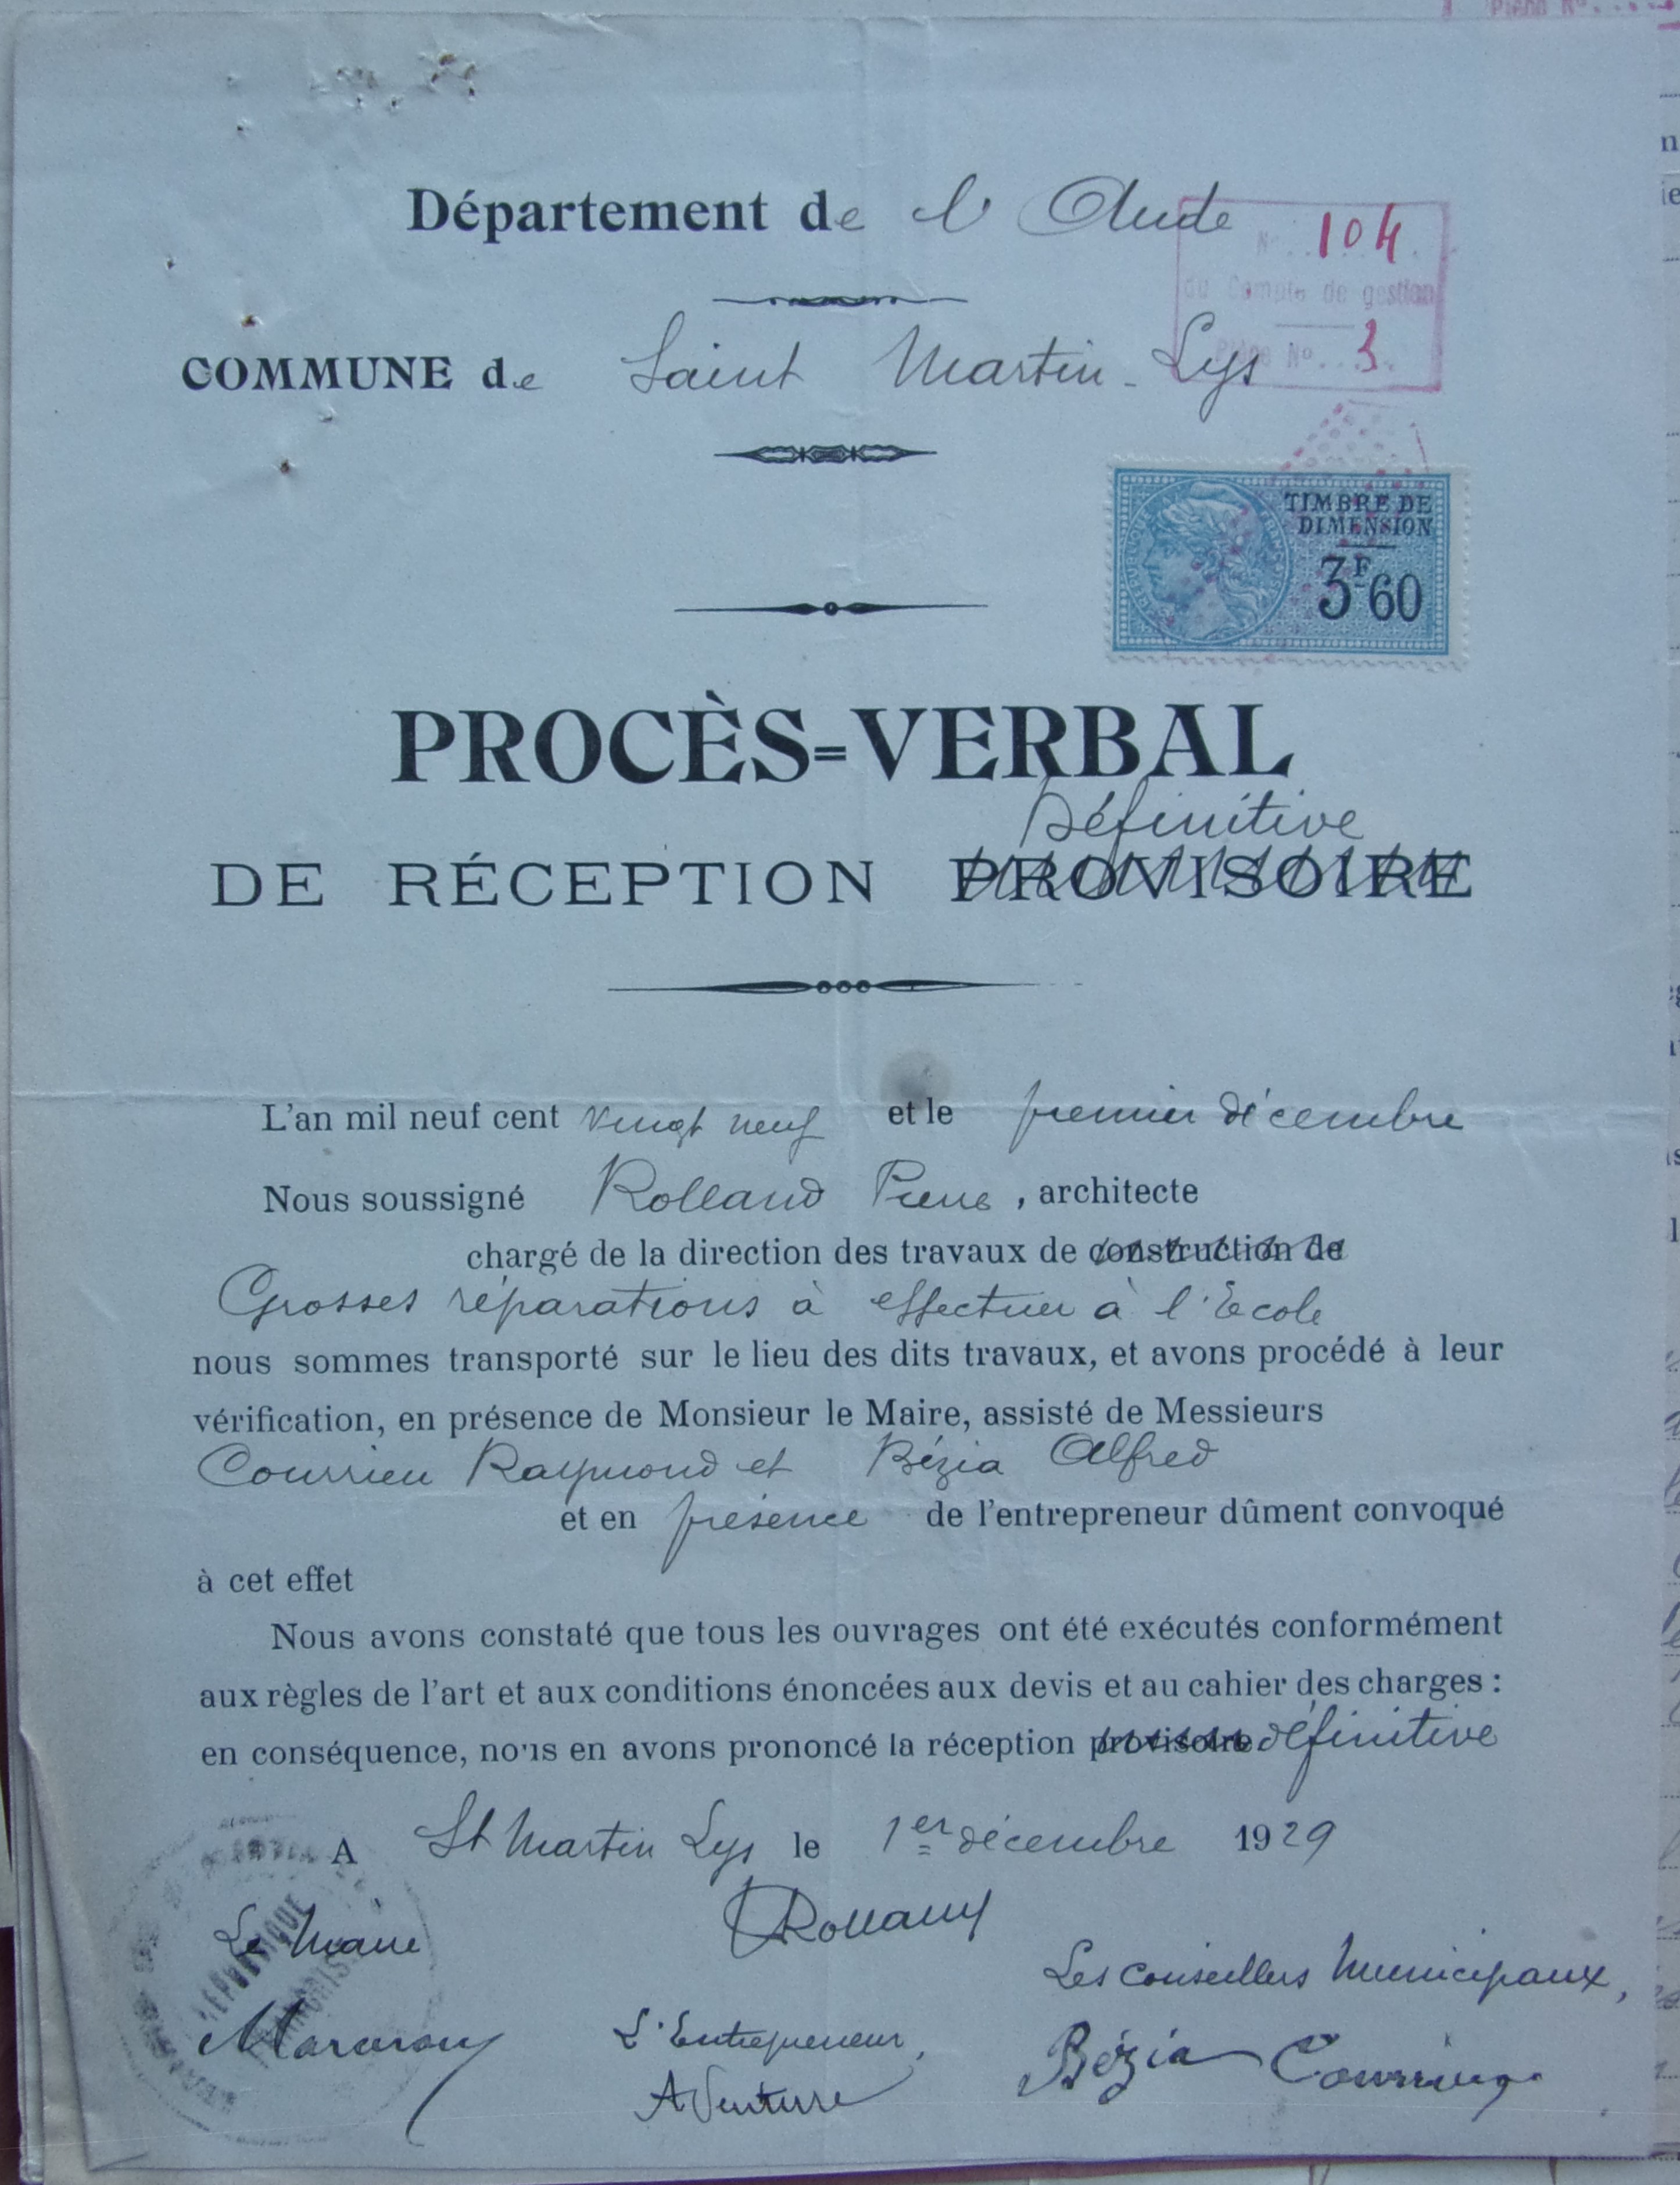 Pièce N°
Département de l'Aude
N° 104
du Compte de gestion
COMMUNE de Saint Martin-Lys
Pièce N° 3
TIMBRE DE
DIMENSION
3F60
PROCÈS=VERBAL
Définitive
DE RÉCEPTION PROVISOIRE
L'an mil neuf cent vingt neuf et le premier décembre
Nous soussigné Rolland Pierre, architecte
chargé de la direction des travaux de construction de
Grosses réparations à effectuer à l'Ecole
nous sommes transporté sur le lieu des dits travaux, et avons procédé à leur
vérification, en présence de Monsieur le Maire, assisté de Messieurs
Courrieu Raymond et Bézia Alfred
et en présence de l'entrepreneur dûment convoqué
à cet effet
Nous avons constaté que tous les ouvrages ont été exécutés conformément
aux règles de l'art et aux conditions énoncées aux devis et au cahier des charges :
en conséquence, nous en avons prononcé la réception provisoire définitive
A St Martin Lys le 1er décembre 1929
Le Maire
RÉPUBLIQUE
FRANÇAISE
Rolland
Les Conseillers Municipaux,
L'Entrepreneur,
Bézia Courrieu
AVenture